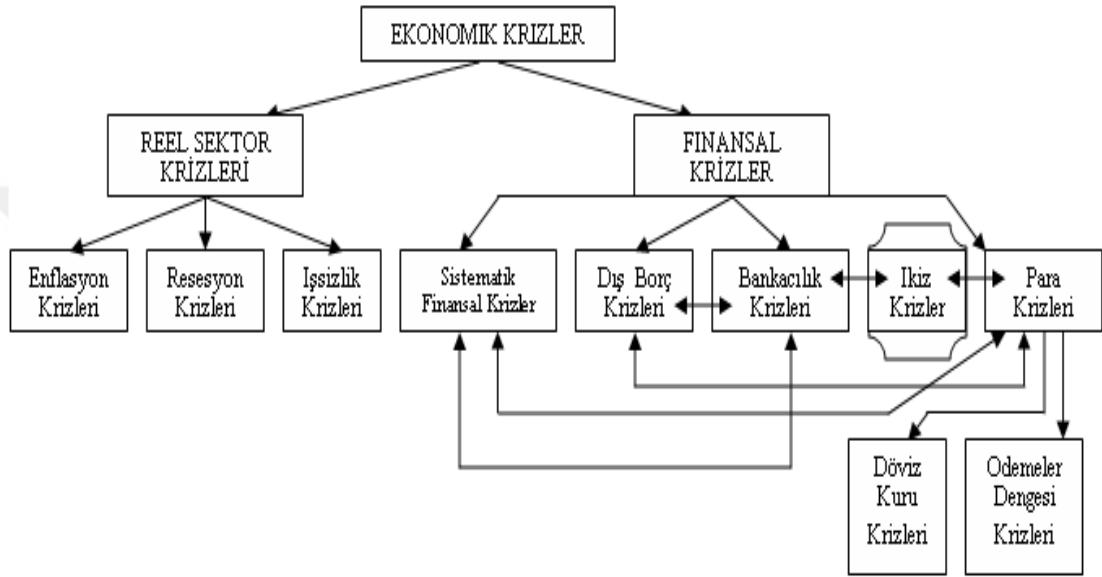 EKONOMIK KRIZLER
REEL SEKTOR
KRİZLERİ
FINANSAL
KRİZLER
Enflasyon
Krizleri
Resesyon
Krizleri
Işsizlik
Krizleri
Sistematik
Finansal Krizler
Dış Borç
Krizleri
Bankacılık
Krizleri
Ikiz
Krizler
Para
Krizleri
Döviz
Kuru
Krizleri
Odemeler
Dengesi
Krizleri